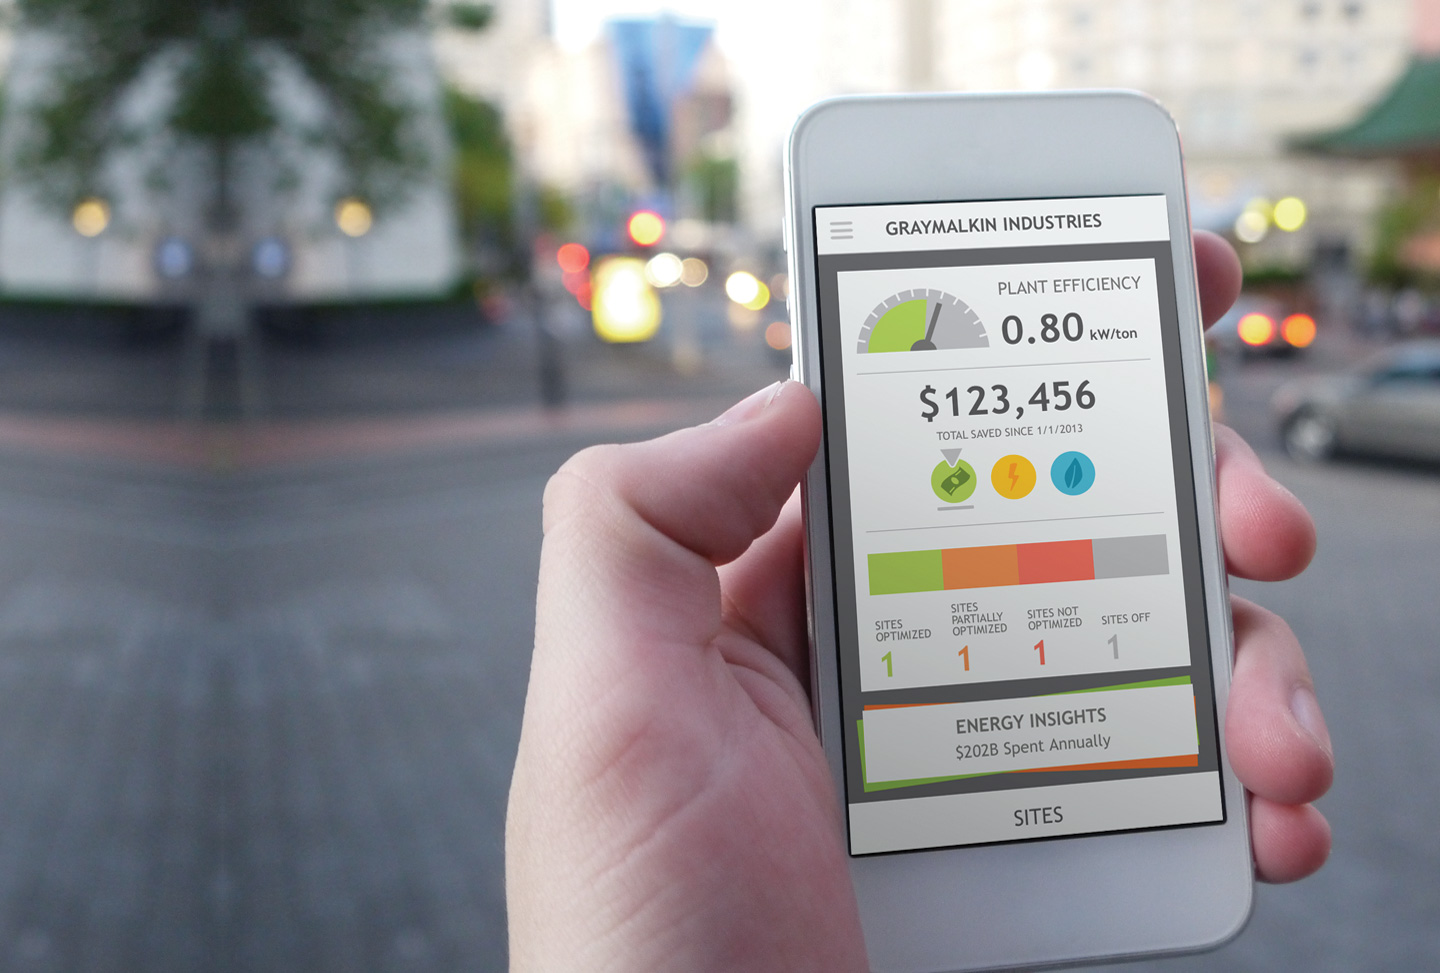 GRAYMALKIN INDUSTRIES
PLANT EFFICIENCY
0.80 kW/ton
$123,456
TOTAL SAVED SINCE 1/1/2013
SITES
OPTIMIZED
1
SITES
PARTIALLY
OPTIMIZED
1
SITES NOT
OPTIMIZED
1
SITES OFF
1
ENERGY INSIGHTS
$202B Spent Annually
SITES